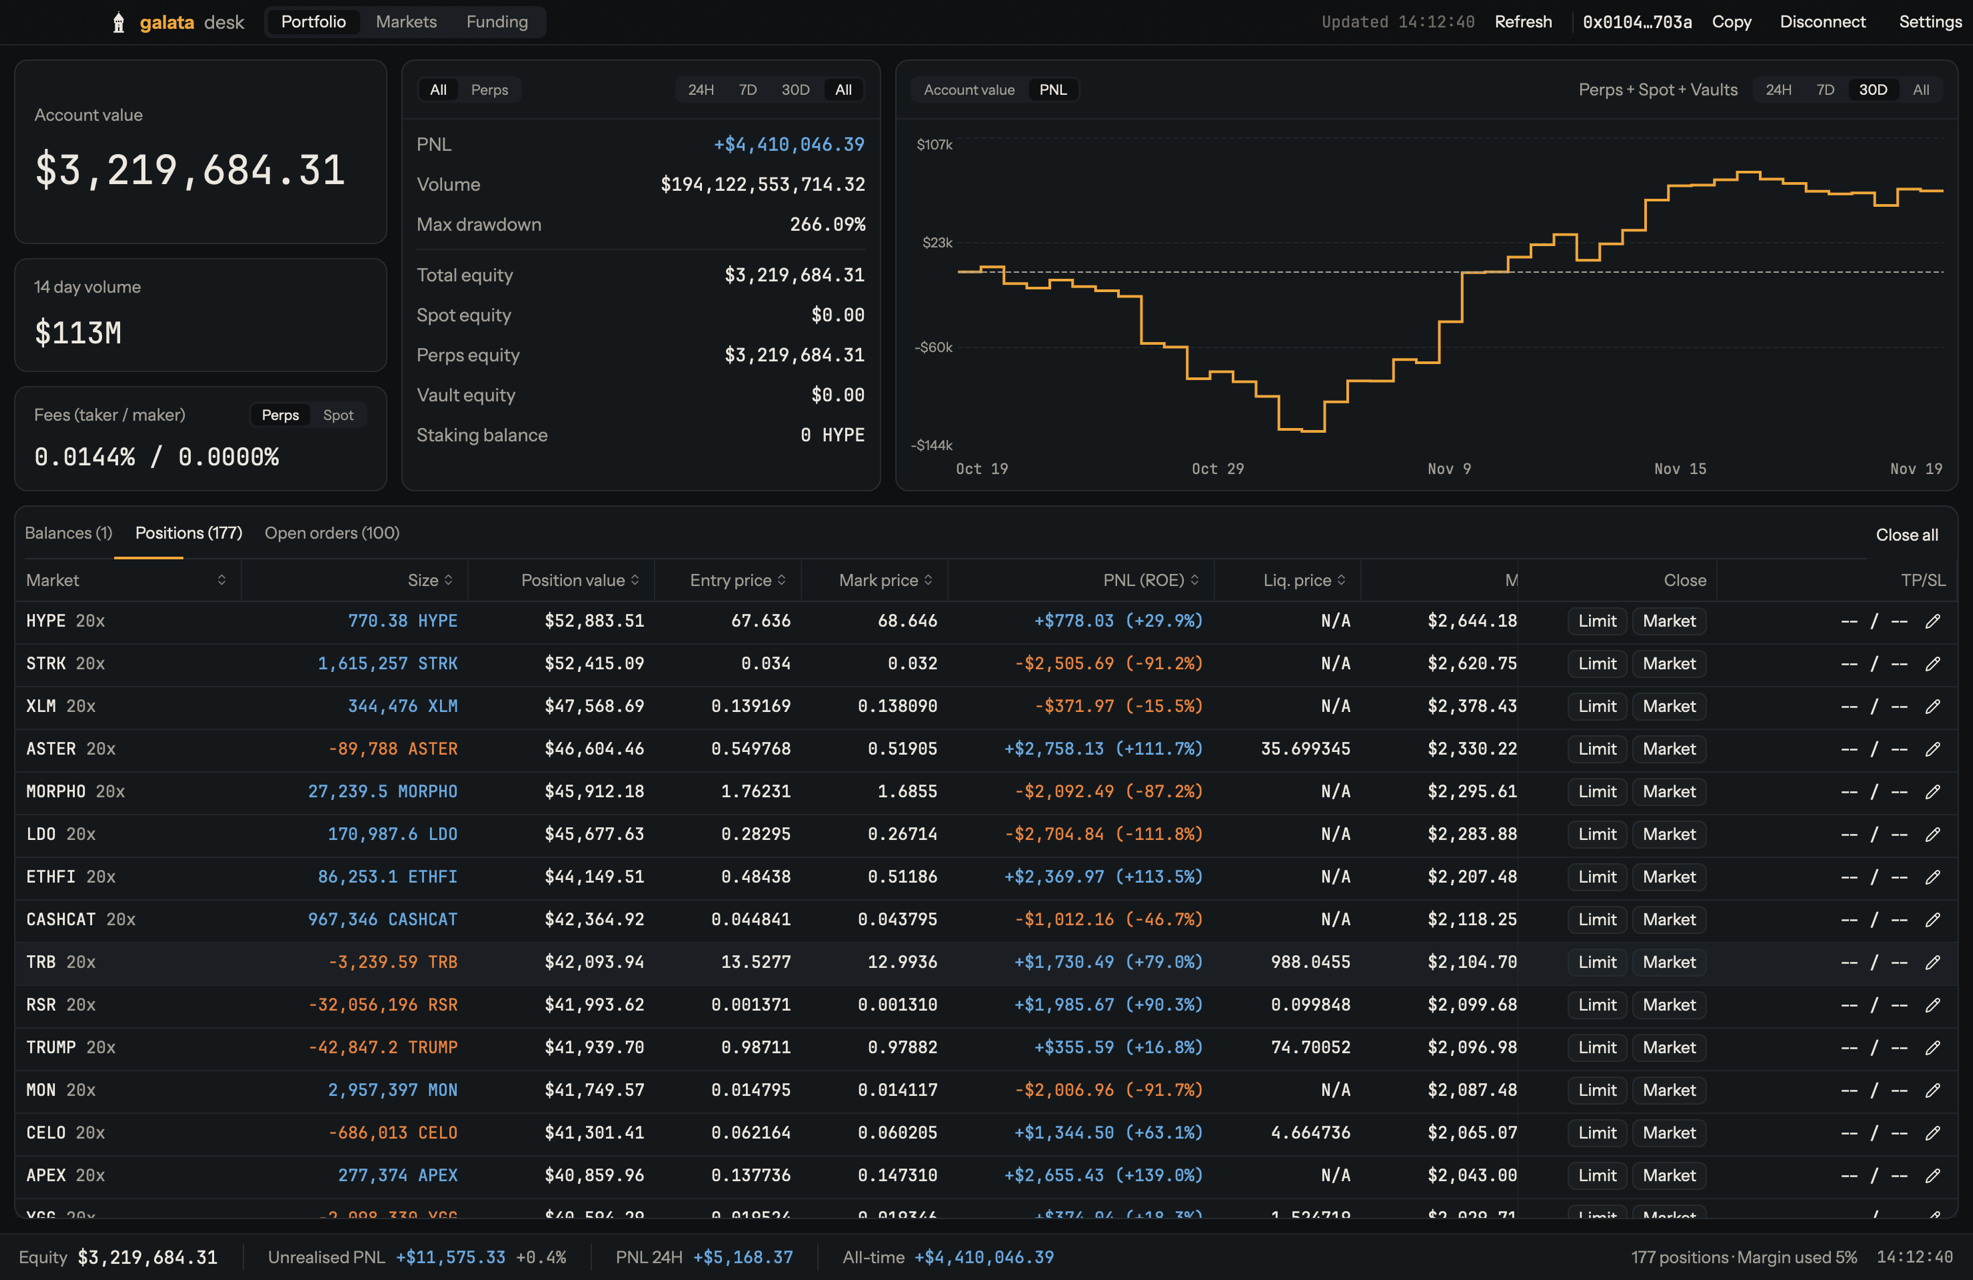 galata desk Portfolio Markets Funding Updated 14:12:40 Refresh 0x0104…703a Copy Disconnect Settings
Account value
$3,219,684.31
14 day volume
$113M
Fees (taker / maker) Perps Spot
0.0144% / 0.0000%
All Perps 24H 7D 30D All
PNL +$4,410,046.39
Volume $194,122,553,714.32
Max drawdown 266.09%
Total equity $3,219,684.31
Spot equity $0.00
Perps equity $3,219,684.31
Vault equity $0.00
Staking balance 0 HYPE
Account value PNL Perps + Spot + Vaults 24H 7D 30D All
$107k
$23k
-$60k
-$144k
Oct 19 Oct 29 Nov 9 Nov 15 Nov 19
Balances (1) Positions (177) Open orders (100) Close all
Market Size Position value Entry price Mark price PNL (ROE) Liq. price M Close TP/SL
HYPE 20x 770.38 HYPE $52,883.51 67.636 68.646 +$778.03 (+29.9%) N/A $2,644.18 Limit Market -- / --
STRK 20x 1,615,257 STRK $52,415.09 0.034 0.032 -$2,505.69 (-91.2%) N/A $2,620.75 Limit Market -- / --
XLM 20x 344,476 XLM $47,568.69 0.139169 0.138090 -$371.97 (-15.5%) N/A $2,378.43 Limit Market -- / --
ASTER 20x -89,788 ASTER $46,604.46 0.549768 0.51905 +$2,758.13 (+111.7%) 35.699345 $2,330.22 Limit Market -- / --
MORPHO 20x 27,239.5 MORPHO $45,912.18 1.76231 1.6855 -$2,092.49 (-87.2%) N/A $2,295.61 Limit Market -- / --
LDO 20x 170,987.6 LDO $45,677.63 0.28295 0.26714 -$2,704.84 (-111.8%) N/A $2,283.88 Limit Market -- / --
ETHFI 20x 86,253.1 ETHFI $44,149.51 0.48438 0.51186 +$2,369.97 (+113.5%) N/A $2,207.48 Limit Market -- / --
CASHCAT 20x 967,346 CASHCAT $42,364.92 0.044841 0.043795 -$1,012.16 (-46.7%) N/A $2,118.25 Limit Market -- / --
TRB 20x -3,239.59 TRB $42,093.94 13.5277 12.9936 +$1,730.49 (+79.0%) 988.0455 $2,104.70 Limit Market -- / --
RSR 20x -32,056,196 RSR $41,993.62 0.001371 0.001310 +$1,985.67 (+90.3%) 0.099848 $2,099.68 Limit Market -- / --
TRUMP 20x -42,847.2 TRUMP $41,939.70 0.98711 0.97882 +$355.59 (+16.8%) 74.70052 $2,096.98 Limit Market -- / --
MON 20x 2,957,397 MON $41,749.57 0.014795 0.014117 -$2,006.96 (-91.7%) N/A $2,087.48 Limit Market -- / --
CELO 20x -686,013 CELO $41,301.41 0.062164 0.060205 +$1,344.50 (+63.1%) 4.664736 $2,065.07 Limit Market -- / --
APEX 20x 277,374 APEX $40,859.96 0.137736 0.147310 +$2,655.43 (+139.0%) N/A $2,043.00 Limit Market -- / --
YGG 20x Limit Market
Equity $3,219,684.31 Unrealised PNL +$11,575.33 +0.4% PNL 24H +$5,168.37 All-time +$4,410,046.39 177 positions · Margin used 5% 14:12:40